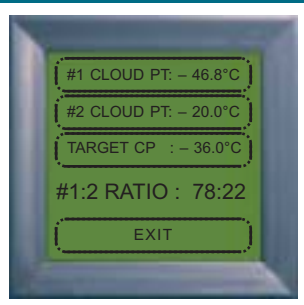 #1 CLOUD PT: – 46.8°C
#2 CLOUD PT: – 20.0°C
TARGET CP : – 36.0°C
#1:2 RATIO : 78:22
EXIT